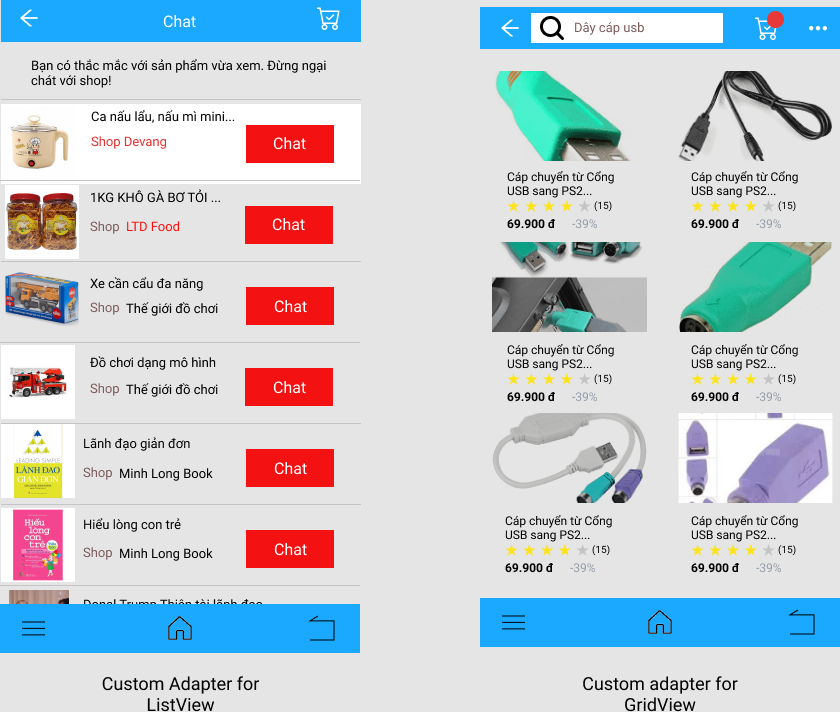 Chat
Bạn có thắc mắc với sản phẩm vừa xem. Đừng ngại
chát với shop!
Ca nấu lẩu, nấu mì mini...
Shop Devang
Chat
1KG KHÔ GÀ BƠ TỎI ...
Shop LTD Food
Chat
Xe cần cẩu đa năng
Shop Thế giới đồ chơi
Chat
Đồ chơi dạng mô hình
Shop Thế giới đồ chơi
Chat
LEADING SIMPLE
LÃNH ĐẠO
GIẢN ĐƠN
Lãnh đạo giản đơn
Shop Minh Long Book
Chat
Hiểu
lòng
con
trẻ
Hiểu lòng con trẻ
Shop Minh Long Book
Chat
Custom Adapter for
ListView
Dây cáp usb
Cáp chuyển từ Cổng
USB sang PS2...
(15)
69.900 đ -39%
Cáp chuyển từ Cổng
USB sang PS2...
(15)
69.900 đ -39%
Cáp chuyển từ Cổng
USB sang PS2...
(15)
69.900 đ -39%
Cáp chuyển từ Cổng
USB sang PS2...
(15)
69.900 đ -39%
Cáp chuyển từ Cổng
USB sang PS2...
(15)
69.900 đ -39%
Cáp chuyển từ Cổng
USB sang PS2...
(15)
69.900 đ -39%
Custom adapter for
GridView